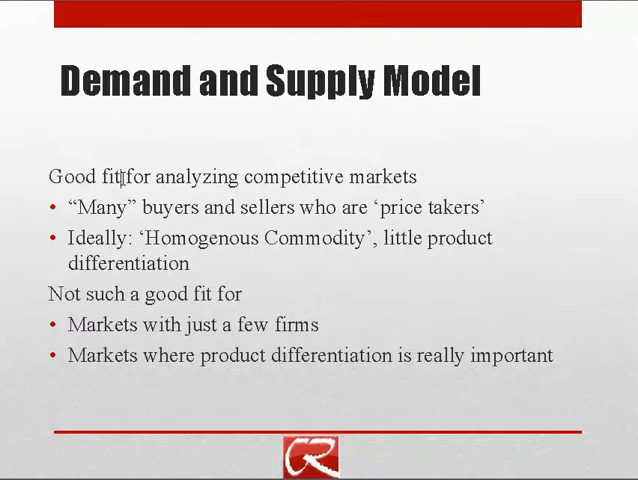 Demand and Supply Model
Good fit for analyzing competitive markets
• “Many” buyers and sellers who are ‘price takers’
• Ideally: ‘Homogenous Commodity’, little product
differentiation
Not such a good fit for
• Markets with just a few firms
• Markets where product differentiation is really important